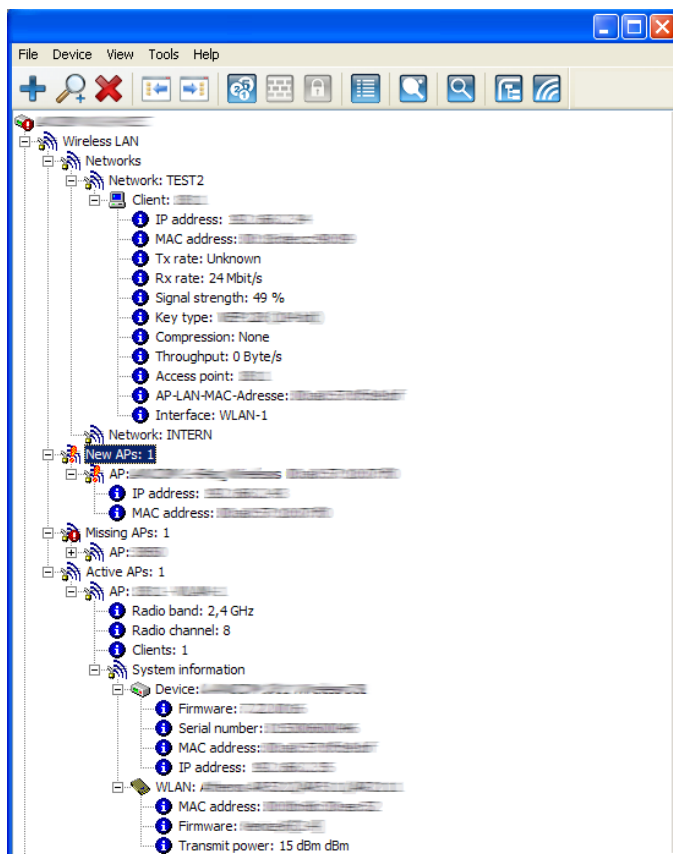 File Device View Tools Help
Wireless LAN
Networks
Network: TEST2
Client:
IP address:
MAC address:
Tx rate: Unknown
Rx rate: 24 Mbit/s
Signal strength: 49 %
Key type:
Compression: None
Throughput: 0 Byte/s
Access point:
AP-LAN-MAC-Adresse:
Interface: WLAN-1
Network: INTERN
New APs: 1
AP:
IP address:
MAC address:
Missing APs: 1
AP:
Active APs: 1
AP:
Radio band: 2,4 GHz
Radio channel: 8
Clients: 1
System information
Device:
Firmware:
Serial number:
MAC address:
IP address:
WLAN:
MAC address:
Firmware:
Transmit power: 15 dBm dBm